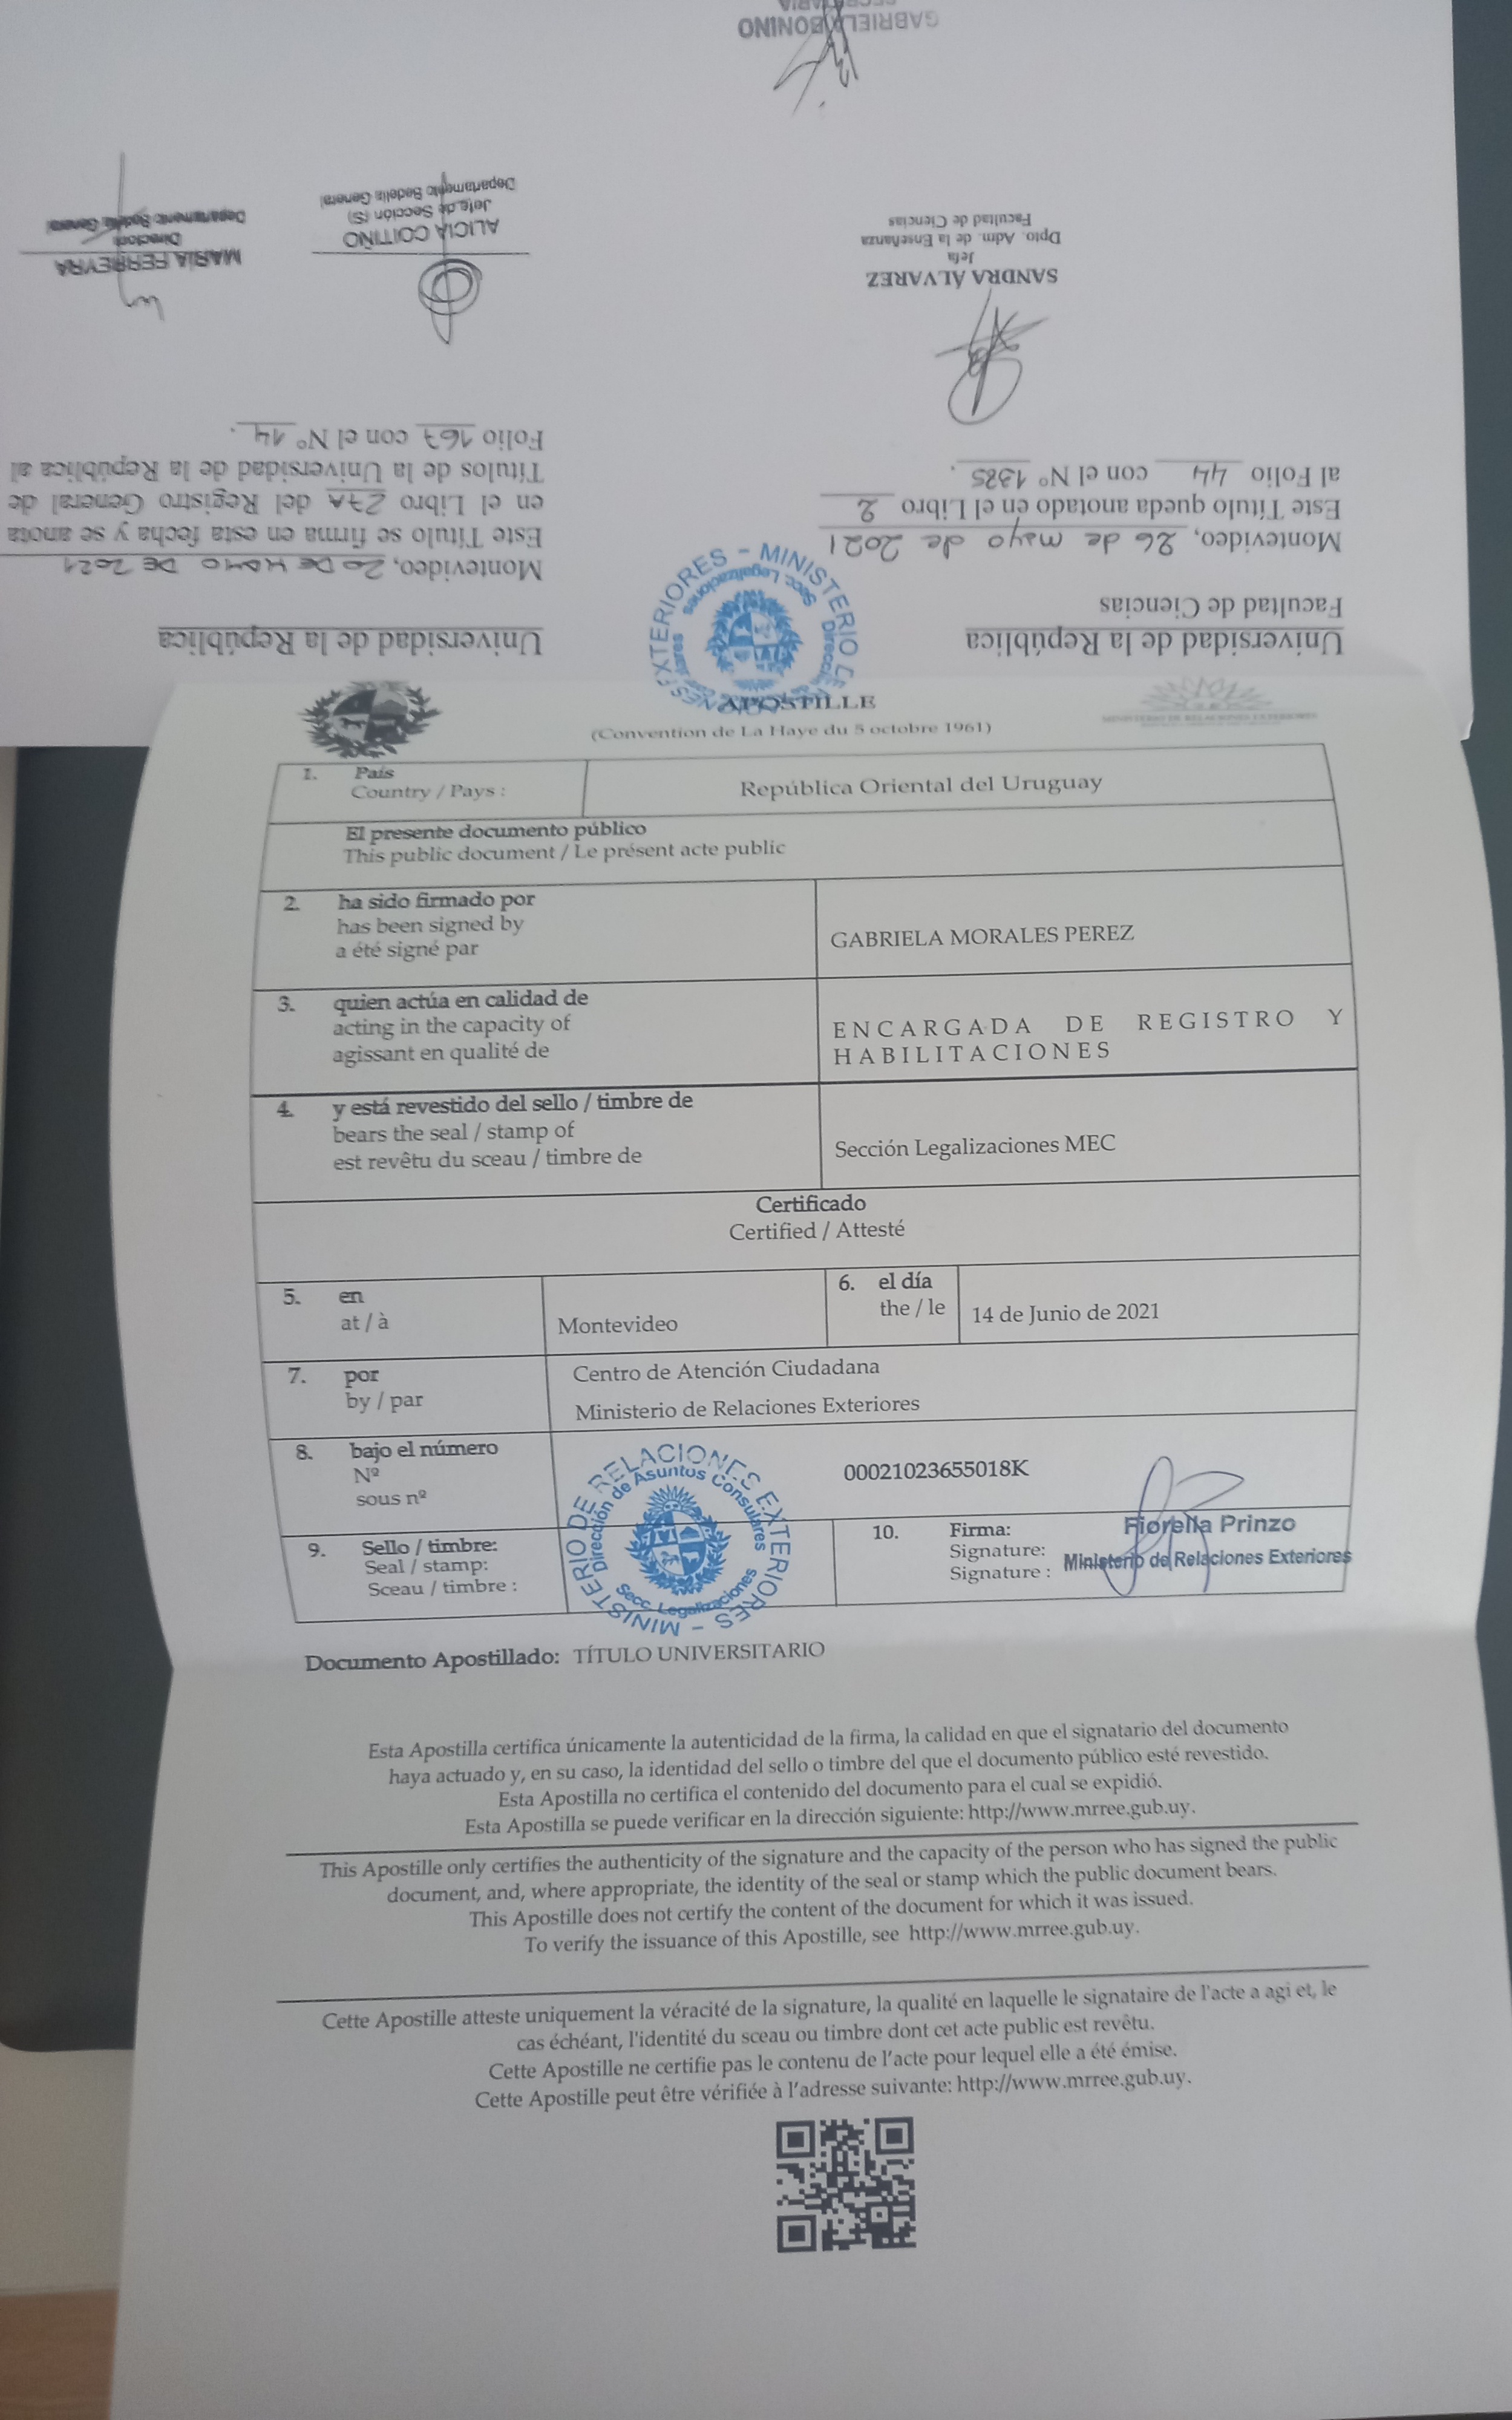 GABRIELA BONINO
MARÍA FERREYRA
Directora
Departamento Bedelía General
ALICIA COITIÑO
Jefe de Sección (S)
Departamento Bedelía General
SANDRA ÁLVAREZ
Jefa
Dpto. Adm. de la Enseñanza
Facultad de Ciencias
Universidad de la República
Montevideo, 20 DE MAYO DE 2021
Este Título se firma en esta fecha y se anota
en el Libro 27A del Registro General de
Títulos de la Universidad de la República al
Folio 167 con el Nº 14.
Universidad de la República
Facultad de Ciencias
Montevideo, 26 de mayo de 2021
Este Título queda anotado en el Libro 2
al Folio 44 con el Nº 1385.
APOSTILLE
(Convention de La Haye du 5 octobre 1961)
MINISTERIO DE RELACIONES EXTERIORES
1. País
Country / Pays :
República Oriental del Uruguay
El presente documento público
This public document / Le présent acte public
2. ha sido firmado por
has been signed by
a été signé par
GABRIELA MORALES PEREZ
3. quien actúa en calidad de
acting in the capacity of
agissant en qualité de
ENCARGADA DE REGISTRO Y
HABILITACIONES
4. y está revestido del sello / timbre de
bears the seal / stamp of
est revêtu du sceau / timbre de
Sección Legalizaciones MEC
Certificado
Certified / Attesté
5. en
at / à
Montevideo
6. el día
the / le
14 de Junio de 2021
7. por
by / par
Centro de Atención Ciudadana
Ministerio de Relaciones Exteriores
8. bajo el número
Nº
sous nº
00021023655018K
9. Sello / timbre:
Seal / stamp:
Sceau / timbre :
MINISTERIO DE RELACIONES EXTERIORES -
Dirección de Asuntos Consulares
Secc. Legalizaciones
10. Firma:
Signature:
Signature :
Fiorella Prinzo
Ministerio de Relaciones Exteriores
Documento Apostillado: TÍTULO UNIVERSITARIO
Esta Apostilla certifica únicamente la autenticidad de la firma, la calidad en que el signatario del documento
haya actuado y, en su caso, la identidad del sello o timbre del que el documento público esté revestido.
Esta Apostilla no certifica el contenido del documento para el cual se expidió.
Esta Apostilla se puede verificar en la dirección siguiente: http://www.mrree.gub.uy.
This Apostille only certifies the authenticity of the signature and the capacity of the person who has signed the public
document, and, where appropriate, the identity of the seal or stamp which the public document bears.
This Apostille does not certify the content of the document for which it was issued.
To verify the issuance of this Apostille, see http://www.mrree.gub.uy.
Cette Apostille atteste uniquement la véracité de la signature, la qualité en laquelle le signataire de l'acte a agi et, le
cas échéant, l'identité du sceau ou timbre dont cet acte public est revêtu.
Cette Apostille ne certifie pas le contenu de l'acte pour lequel elle a été émise.
Cette Apostille peut être vérifiée à l'adresse suivante: http://www.mrree.gub.uy.